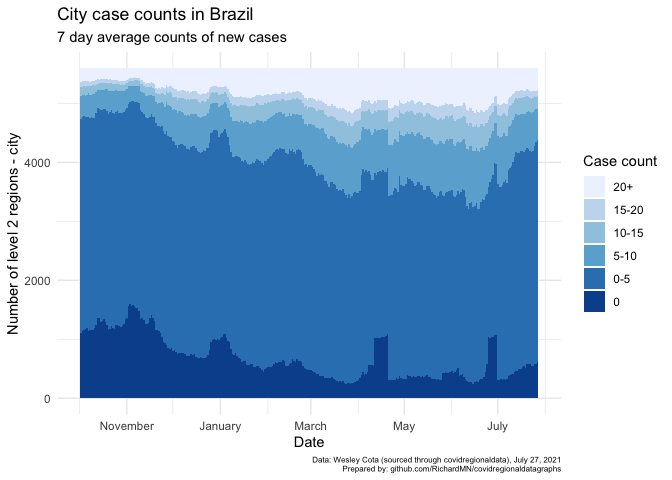 City case counts in Brazil
7 day average counts of new cases
Number of level 2 regions - city
4000
2000
0
November January March May July
Date
Case count
20+
15-20
10-15
5-10
0-5
0
Data: Wesley Cota (sourced through covidregionaldata), July 27, 2021
Prepared by: github.com/RichardMN/covidregionaldatagraphs